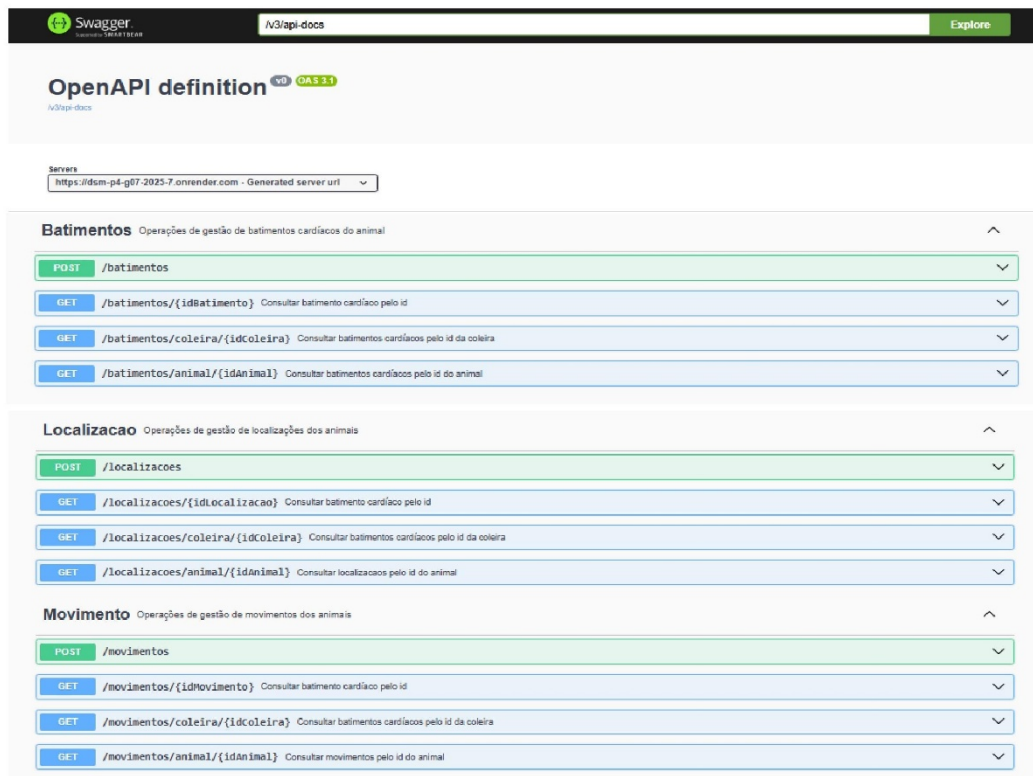 Swagger.
Supported by SMARTBEAR
/v3/api-docs
Explore
OpenAPI definition v0 OAS 3.1
/v3/api-docs
Servers
https://dsm-p4-g07-2025-7.onrender.com - Generated server url
Batimentos Operações de gestão de batimentos cardíacos do animal
POST /batimentos
GET /batimentos/{idBatimento} Consultar batimento cardíaco pelo id
GET /batimentos/coleira/{idColeira} Consultar batimentos cardíacos pelo id da coleira
GET /batimentos/animal/{idAnimal} Consultar batimentos cardíacos pelo id do animal
Localizacao Operações de gestão de localizações dos animais
POST /localizacoes
GET /localizacoes/{idLocalizacao} Consultar batimento cardíaco pelo id
GET /localizacoes/coleira/{idColeira} Consultar batimentos cardíacos pelo id da coleira
GET /localizacoes/animal/{idAnimal} Consultar localizacaos pelo id do animal
Movimento Operações de gestão de movimentos dos animais
POST /movimentos
GET /movimentos/{idMovimento} Consultar batimento cardíaco pelo id
GET /movimentos/coleira/{idColeira} Consultar batimentos cardíacos pelo id da coleira
GET /movimentos/animal/{idAnimal} Consultar movimentos pelo id do animal